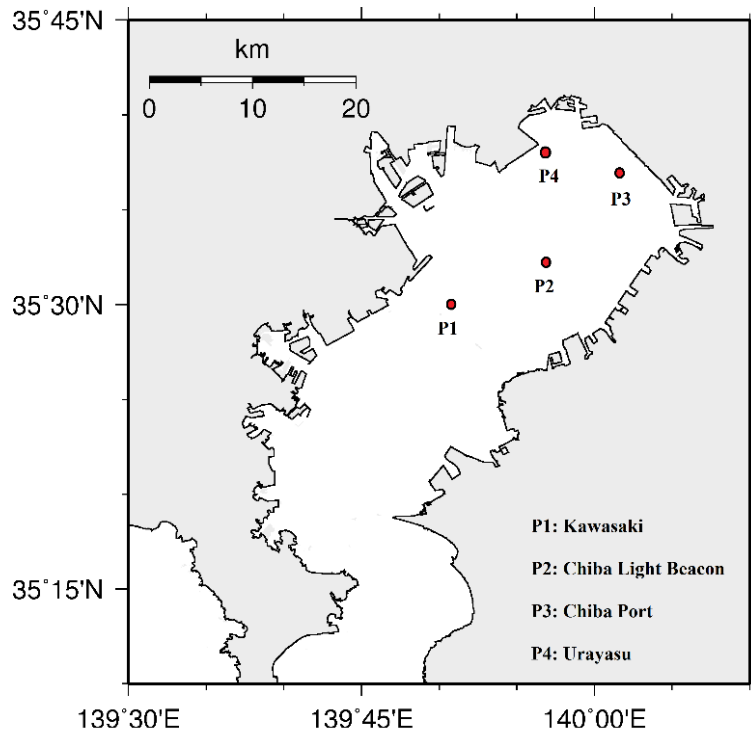 35°45'N
km
0 10 20
P4
P3
P2
35°30'N
P1
P1: Kawasaki
P2: Chiba Light Beacon
35°15'N
P3: Chiba Port
P4: Urayasu
139°30'E 139°45'E 140°00'E